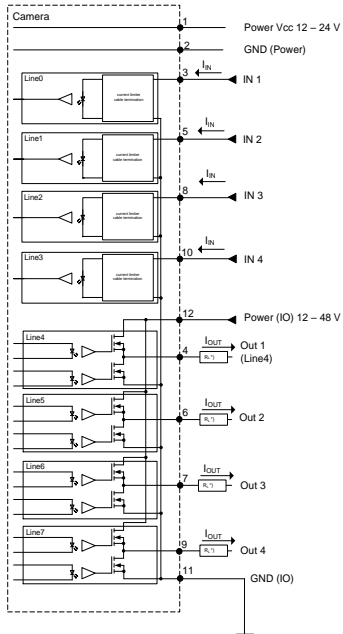 Camera
1
Power Vcc 12 – 24 V
2
GND (Power)
Line0
current limiter
cable termination
3
IIN
IN 1
Line1
current limiter
cable termination
5
IIN
IN 2
Line2
current limiter
cable termination
8
IIN
IN 3
Line3
current limiter
cable termination
10
IIN
IN 4
12
Power (IO) 12 – 48 V
Line4
4
IOUT
RL *)
Out 1
(Line4)
Line5
6
IOUT
RL *)
Out 2
Line6
7
IOUT
RL *)
Out 3
Line7
9
IOUT
RL *)
Out 4
11
GND (IO)